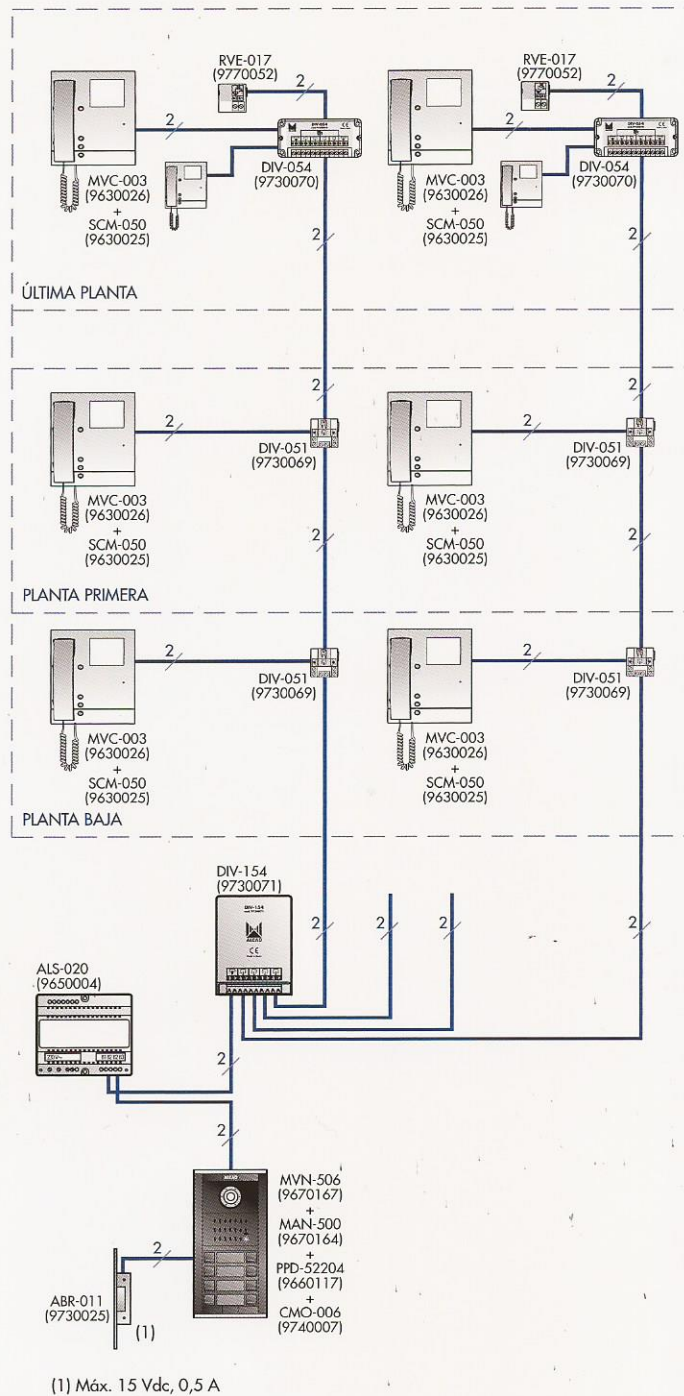 RVE-017
(9770052)
2
RVE-017
(9770052)
2
2
DIV-054
DIV-054
(9730070)
MVC-003
(9630026)
+
SCM-050
(9630025)
2
2
DIV-054
DIV-054
(9730070)
MVC-003
(9630026)
+
SCM-050
(9630025)
2
ÚLTIMA PLANTA
2
2
2
DIV-051
(9730069)
MVC-003
(9630026)
+
SCM-050
(9630025)
2
2
DIV-051
(9730069)
MVC-003
(9630026)
+
SCM-050
(9630025)
2
PLANTA PRIMERA
2
DIV-051
(9730069)
MVC-003
(9630026)
+
SCM-050
(9630025)
2
DIV-051
(9730069)
MVC-003
(9630026)
+
SCM-050
(9630025)
PLANTA BAJA
DIV-154
(9730071)
DIV-154
CE
2
2
2
2
ALS-020
(9650004)
2
2
MVN-506
(9670167)
+
MAN-500
(9670164)
+
PPD-52204
(9660117)
+
CMO-006
(9740007)
2
ABR-011
(9730025)
(1)
(1) Máx. 15 Vdc, 0,5 A